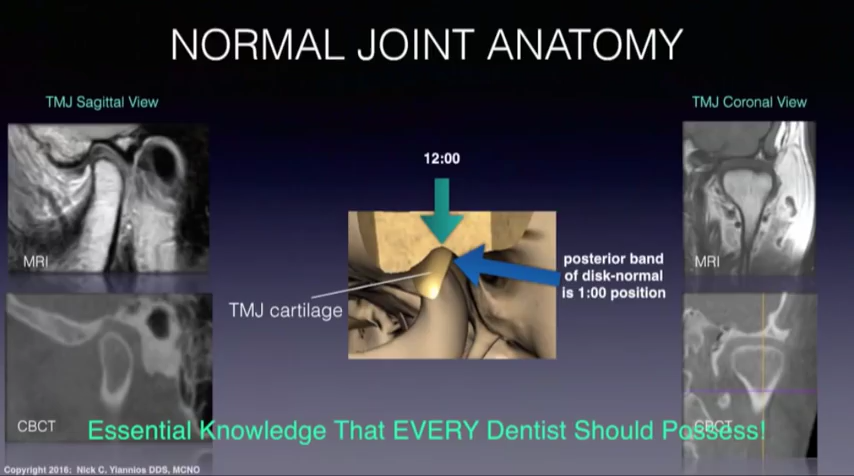 NORMAL JOINT ANATOMY
TMJ Sagittal View
TMJ Coronal View
12:00
MRI
MRI
posterior band
of disk-normal
is 1:00 position
TMJ cartilage
CBCT
CBCT
Essential Knowledge That EVERY Dentist Should Possess!
Copyright 2016: Nick C. Yiannios DDS, MCNO